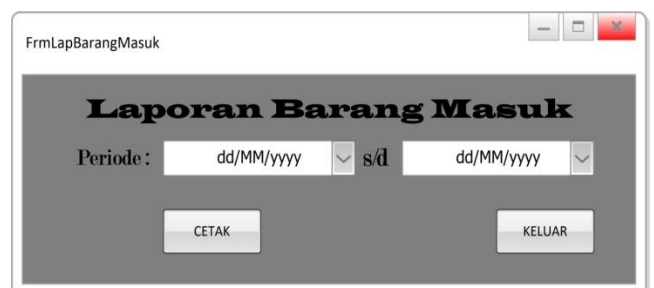 FrmLapBarangMasuk
Laporan Barang Masuk
Periode : dd/MM/yyyy s/d dd/MM/yyyy
CETAK KELUAR